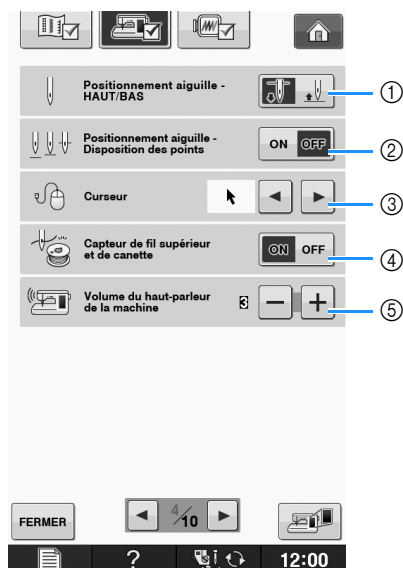 Positionnement aiguille -
HAUT/BAS
①
Positionnement aiguille -
Disposition des points
ON OFF
②
Curseur
③
Capteur de fil supérieur
et de canette
ON OFF
④
Volume du haut-parleur
de la machine
3 − +
⑤
FERMER
4/10
?
12:00